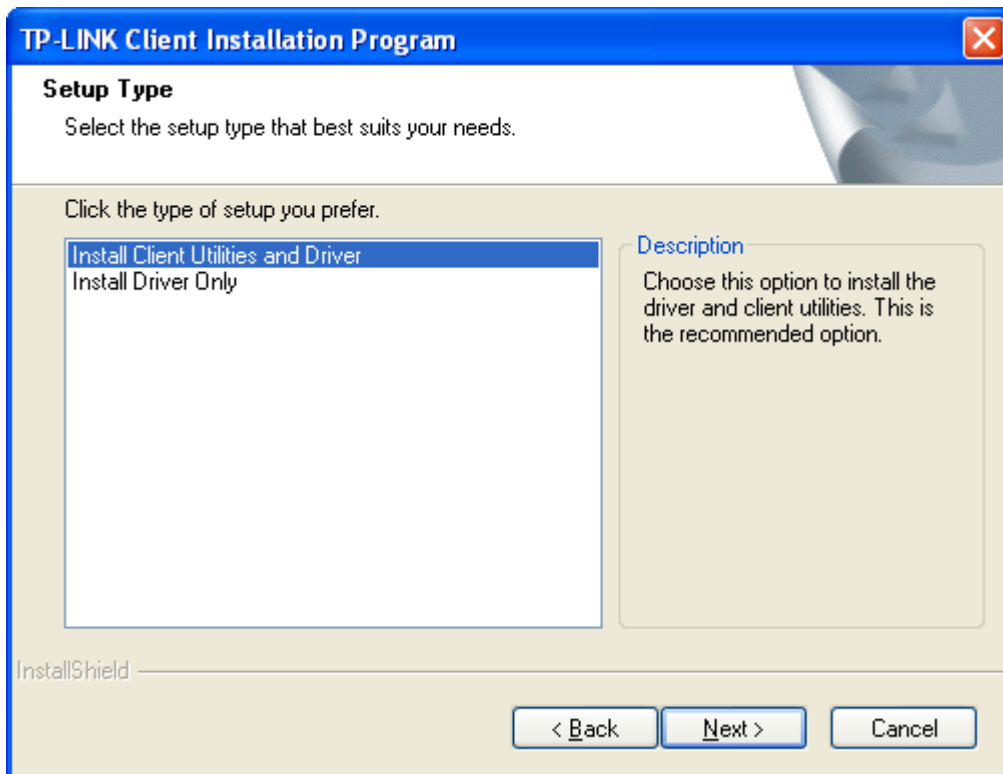 TP-LINK Client Installation Program
Setup Type
Select the setup type that best suits your needs.
Click the type of setup you prefer.
Install Client Utilities and Driver
Install Driver Only
Description
Choose this option to install the
driver and client utilities. This is
the recommended option.
InstallShield
< Back
Next >
Cancel